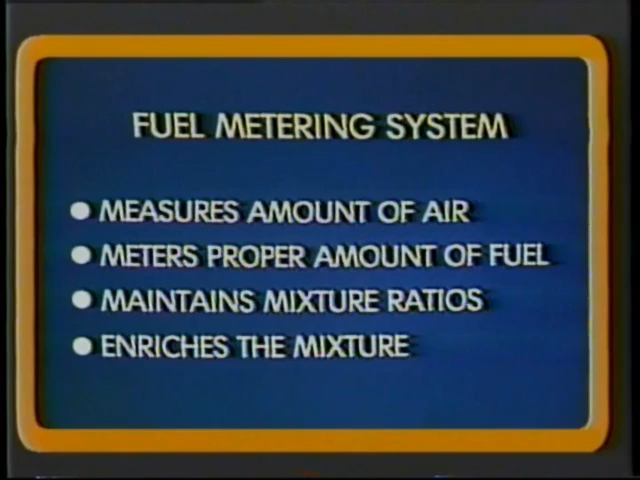 FUEL METERING SYSTEM
● MEASURES AMOUNT OF AIR
● METERS PROPER AMOUNT OF FUEL
● MAINTAINS MIXTURE RATIOS
● ENRICHES THE MIXTURE